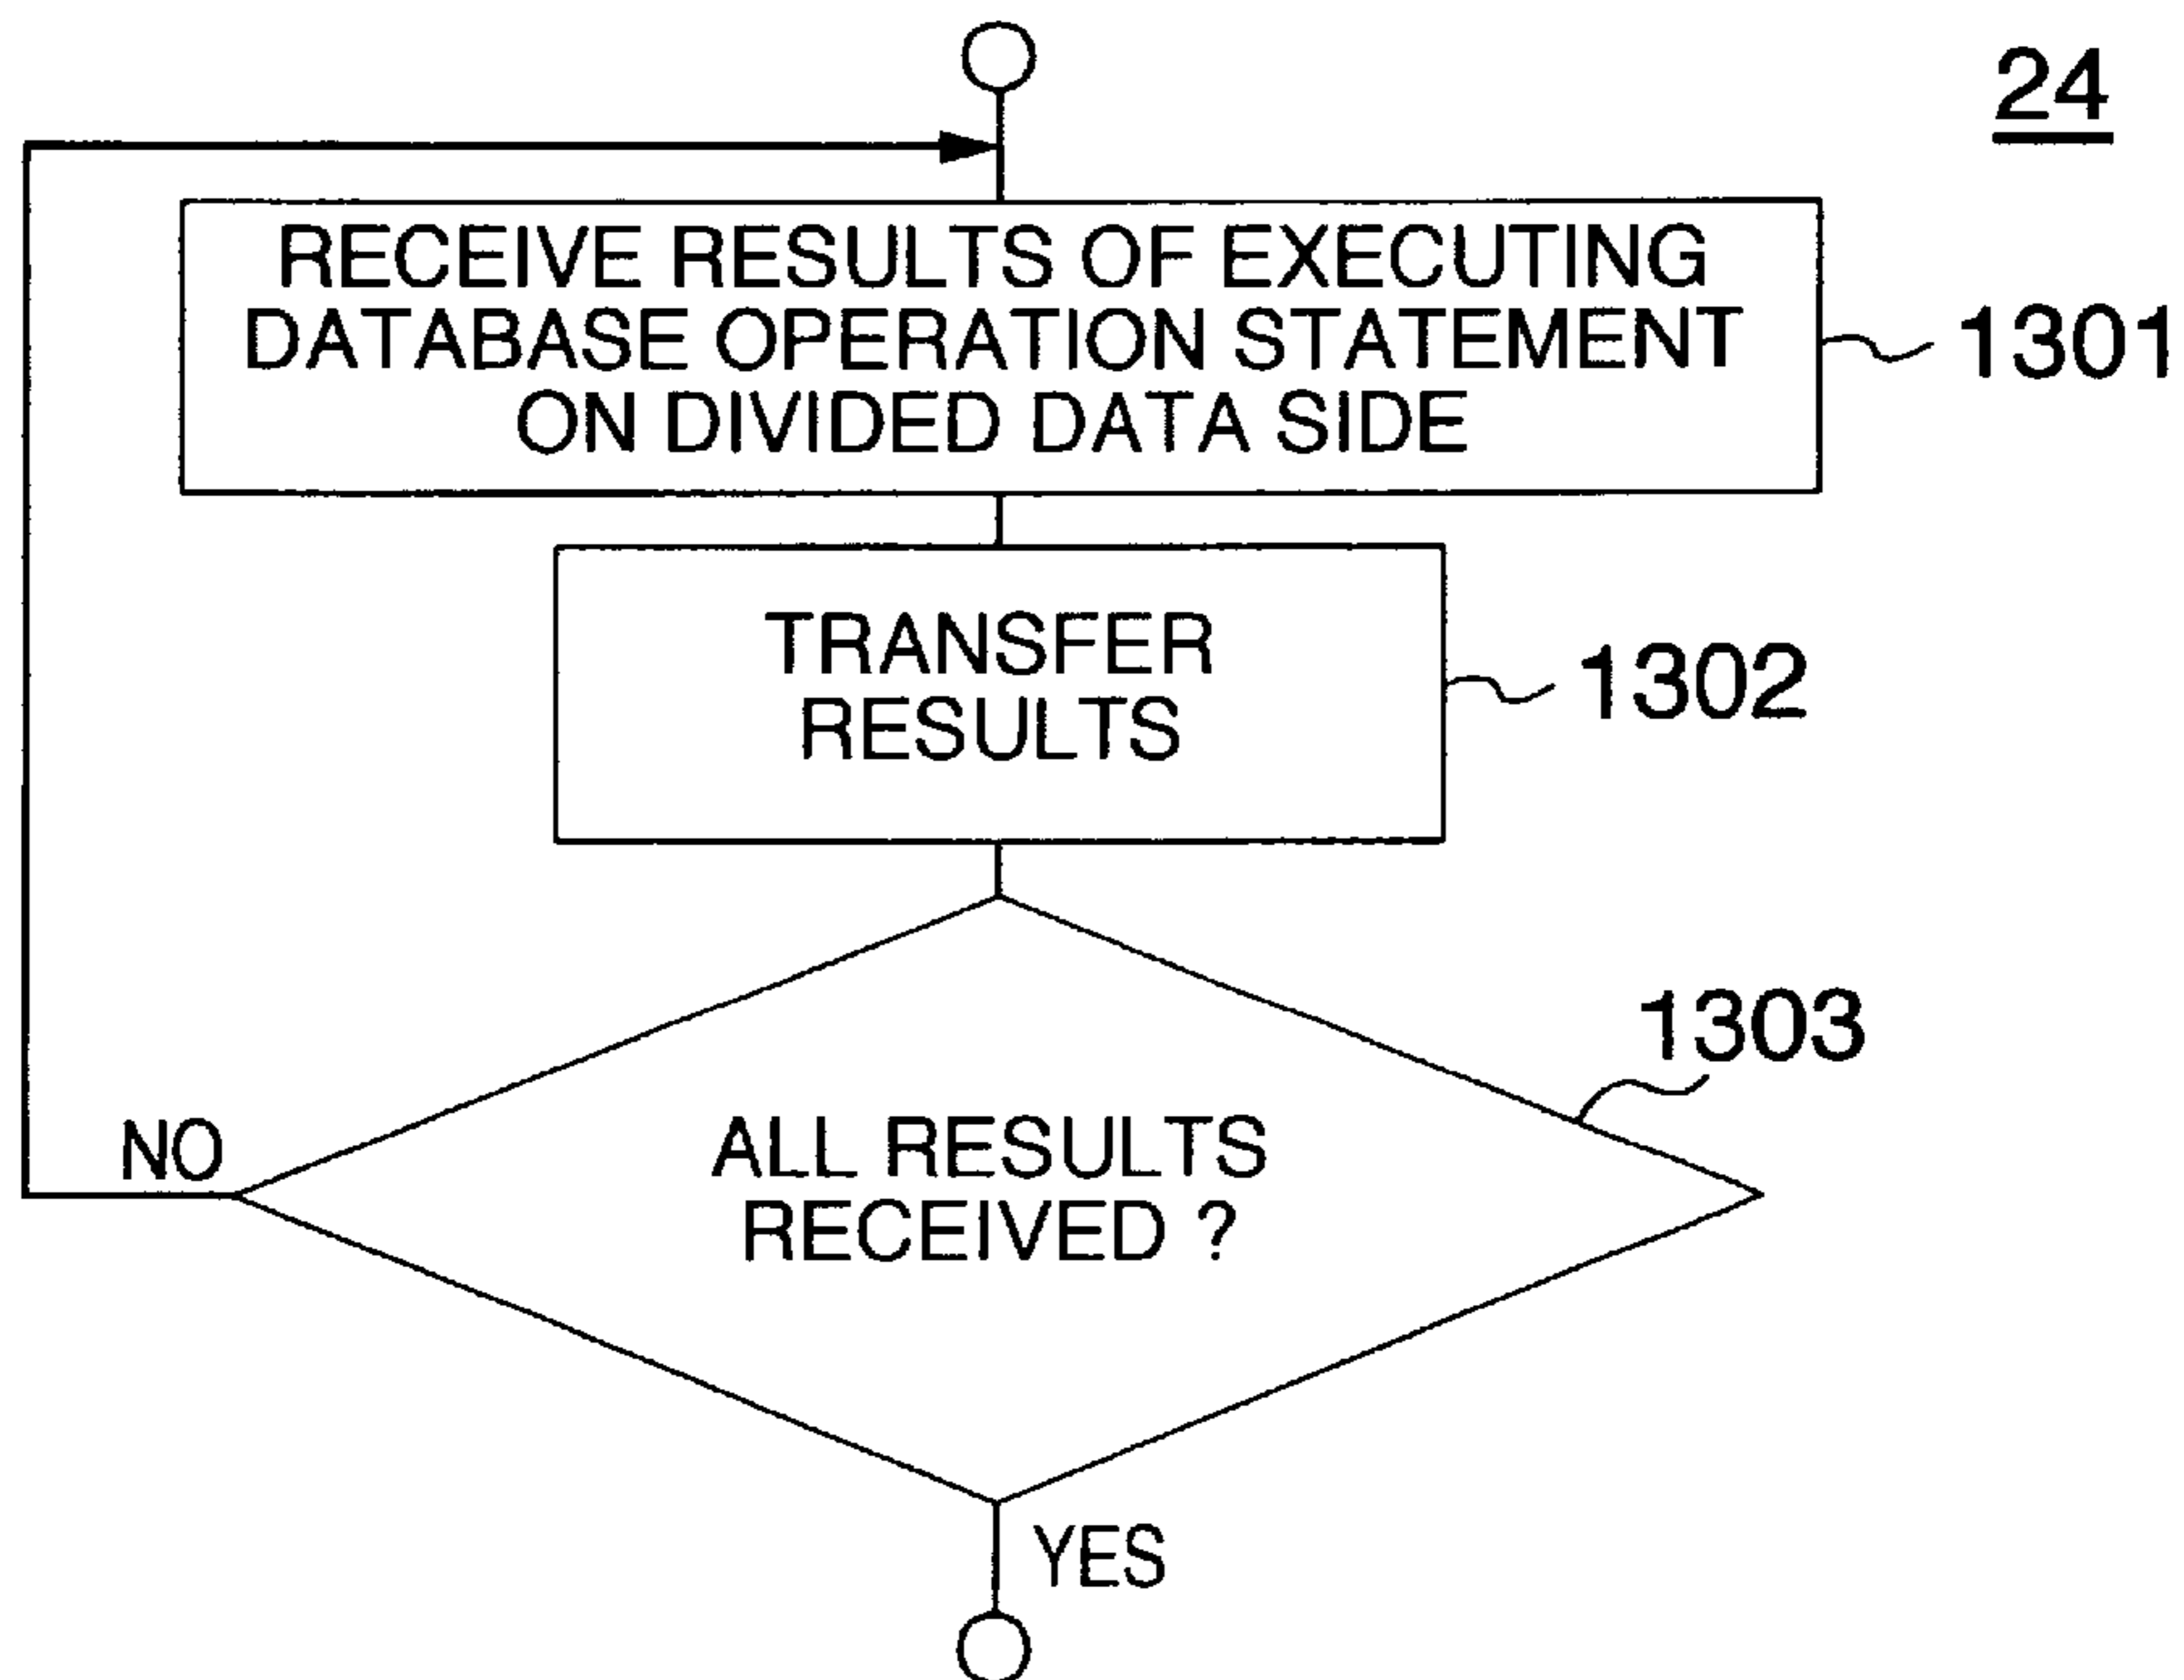 24
RECEIVE RESULTS OF EXECUTING
DATABASE OPERATION STATEMENT
ON DIVIDED DATA SIDE
1301
TRANSFER
RESULTS
1302
1303
ALL RESULTS
RECEIVED ?
NO
YES